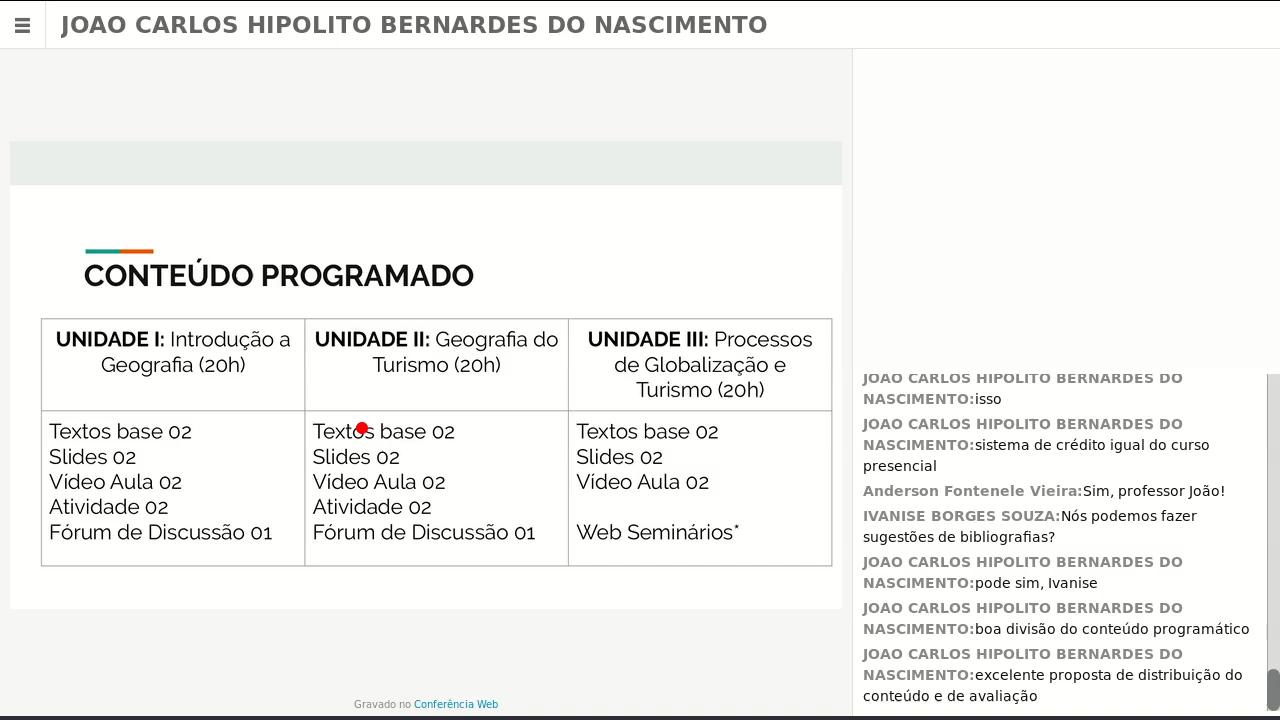 JOAO CARLOS HIPOLITO BERNARDES DO NASCIMENTO
CONTEÚDO PROGRAMADO
UNIDADE I: Introdução a
Geografia (20h)
UNIDADE II: Geografia do
Turismo (20h)
UNIDADE III: Processos
de Globalização e
Turismo (20h)
Textos base 02
Slides 02
Vídeo Aula 02
Atividade 02
Fórum de Discussão 01
Textos base 02
Slides 02
Vídeo Aula 02
Atividade 02
Fórum de Discussão 01
Textos base 02
Slides 02
Vídeo Aula 02
Web Seminários*
JOAO CARLOS HIPOLITO BERNARDES DO
NASCIMENTO:isso
JOAO CARLOS HIPOLITO BERNARDES DO
NASCIMENTO:sistema de crédito igual do curso
presencial
Anderson Fontenele Vieira:Sim, professor João!
IVANISE BORGES SOUZA:Nós podemos fazer
sugestões de bibliografias?
JOAO CARLOS HIPOLITO BERNARDES DO
NASCIMENTO:pode sim, Ivanise
JOAO CARLOS HIPOLITO BERNARDES DO
NASCIMENTO:boa divisão do conteúdo programático
JOAO CARLOS HIPOLITO BERNARDES DO
NASCIMENTO:excelente proposta de distribuição do
conteúdo e de avaliação
Gravado no Conferência Web